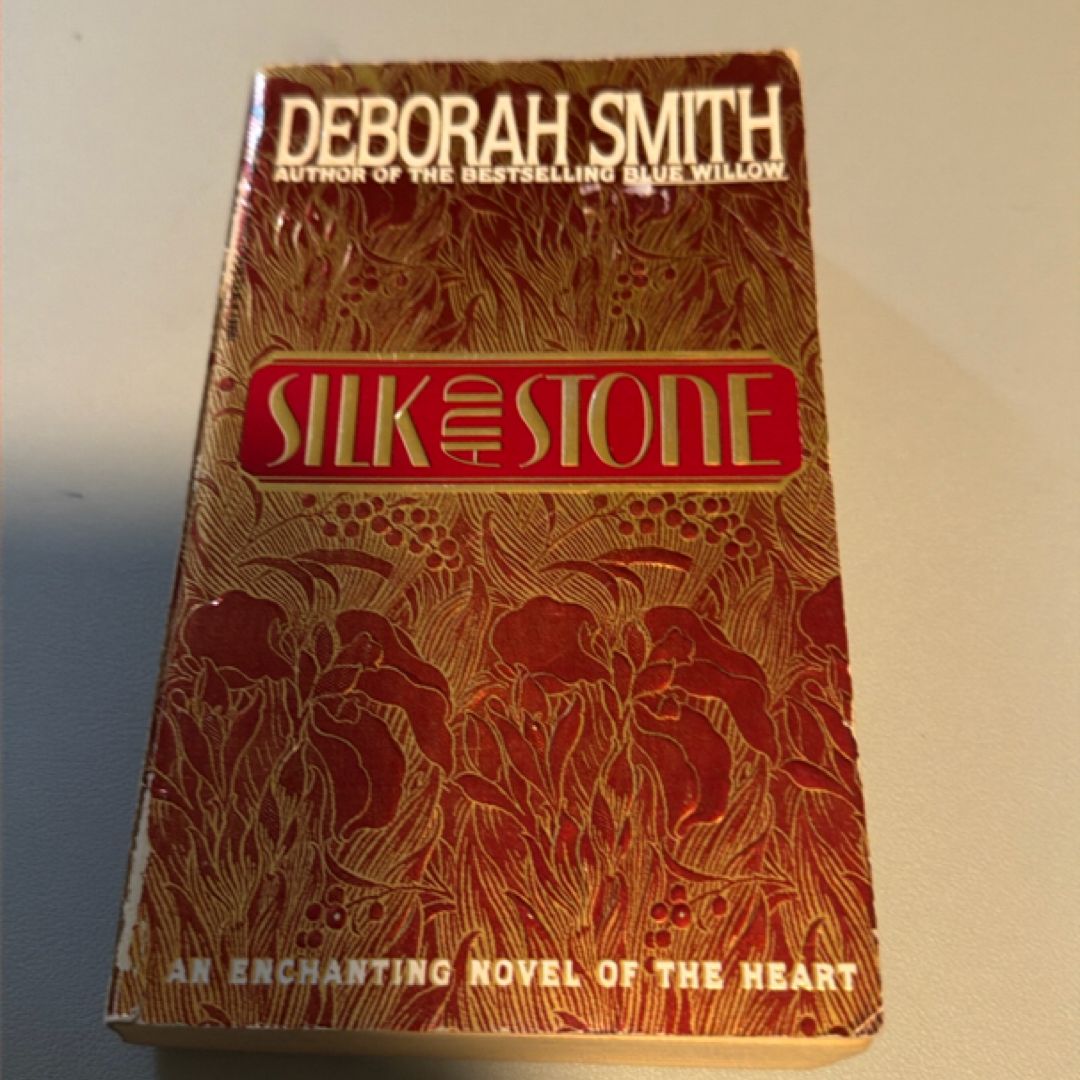 DEBORAH SMITH
AUTHOR OF THE BESTSELLING BLUE WILLOW
SILK AND STONE
AN ENCHANTING NOVEL OF THE HEART